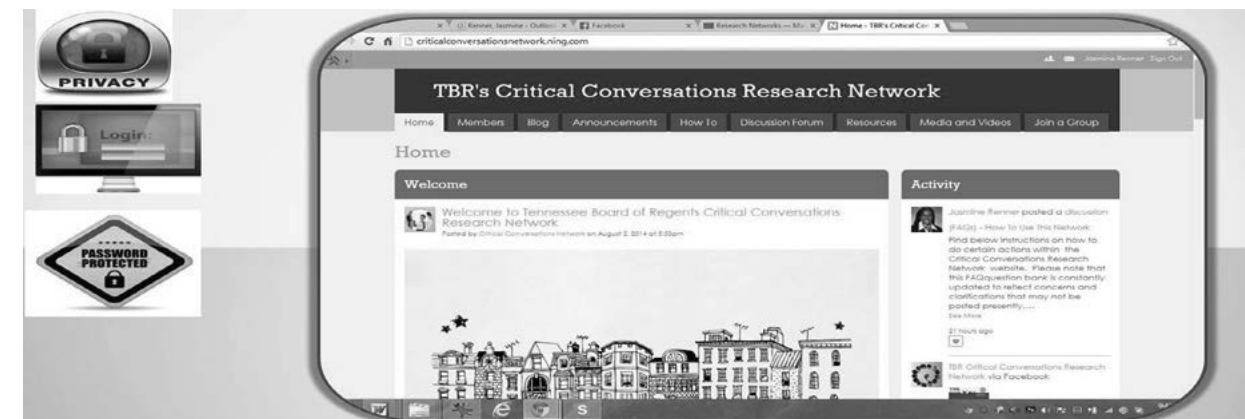 PRIVACY
Login:
PASSWORD
PROTECTED
Facebook
Research Networks — Ma
Home - TBR's Critical Con
criticalconversationsnetwork.ning.com
Jasmine Renner Sign Out
TBR's Critical Conversations Research Network
Home Members Blog Announcements How To Discussion Forum Resources Media and Videos Join a Group
Home
Welcome
Welcome to Tennessee Board of Regents Critical Conversations
Research Network
Posted by Critical Conversations Network on August 2, 2014 at 5:30pm
Activity
Jasmine Renner posted a discussion
(FAQs) - How To Use This Network
Find below instructions on how to
do certain actions within the
Critical Conversations Research
Network website. Please note that
this FAQquestion bank is constantly
updated to reflect concerns and
clarifications that may not be
posted presently....
See More
21 hours ago
TBR Critical Conversations Research
Network via Facebook